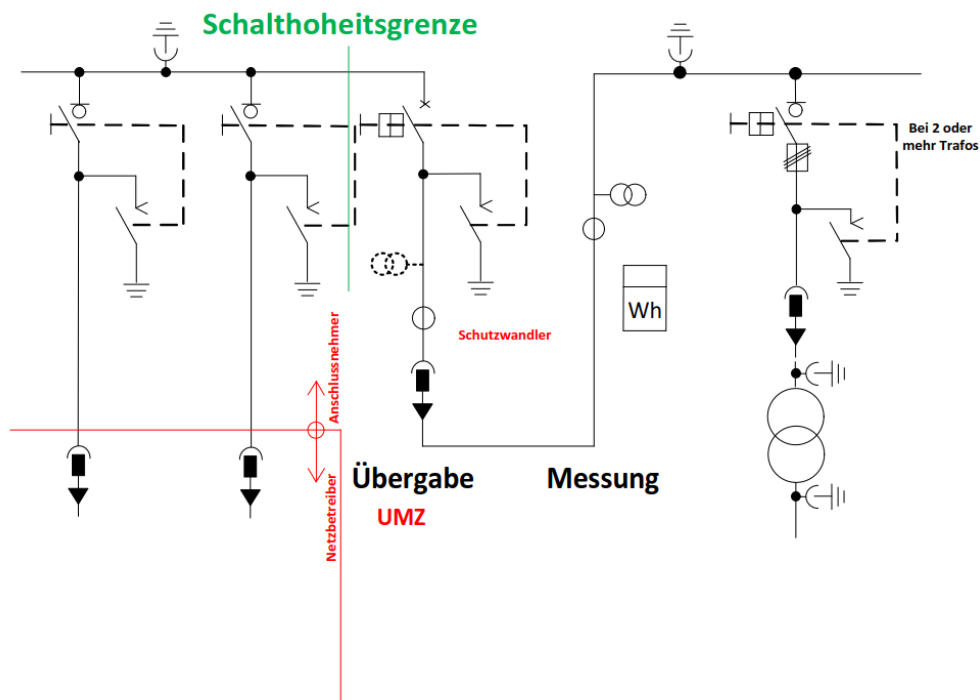 Schalthoheitsgrenze
Bei 2 oder
mehr Trafos
Wh
Schutzwandler
Anschlussnehmer
Netzbetreiber
Übergabe
UMZ
Messung